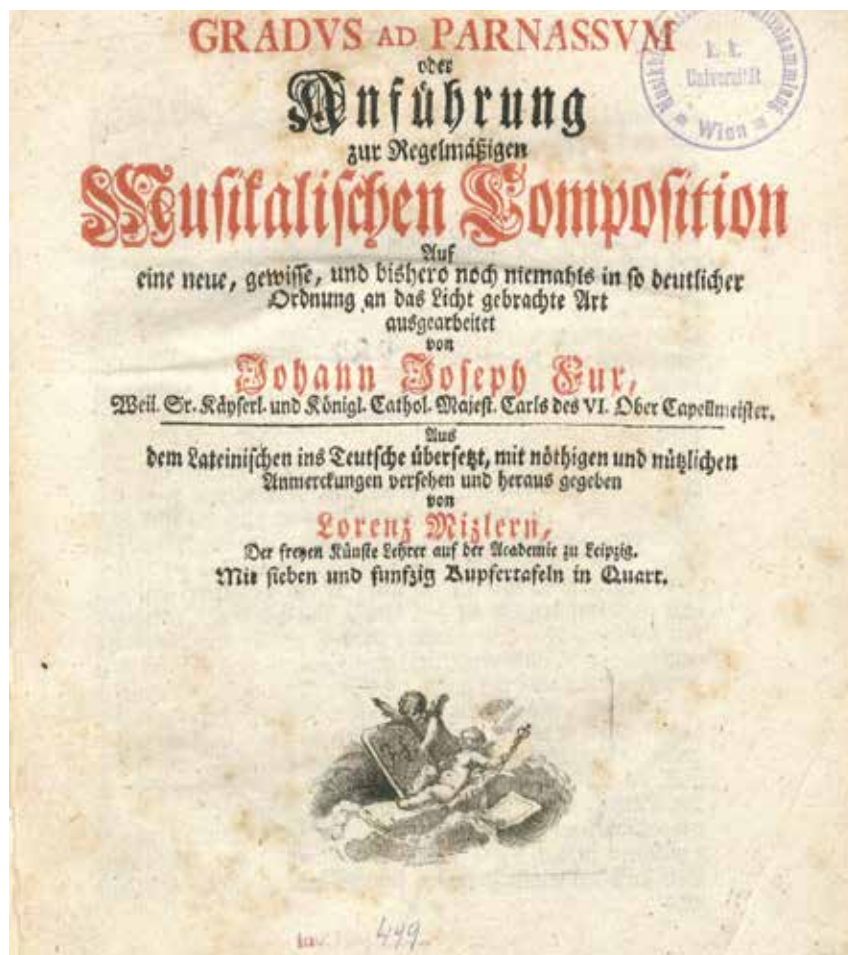 GRADVS AD PARNASSVM
oder
Anführung
zur Regelmäßigen
Musikalischen Composition
Auf
eine neue, gewisse, und bishero noch niemahls in so deutlicher
Ordnung an das Licht gebrachte Art
ausgearbeitet
von
Johann Joseph Fux,
Weil. Sr. Käyserl. und Königl. Cathol. Majest. Carls des VI. Ober Capellmeister.
Aus
dem Lateinischen ins Teutsche übersetzt, mit nöthigen und nützlichen
Anmerckungen versehen und heraus gegeben
von
Lorenz Mizlern,
Der freyen Künste Lehrer auf der Academie zu Leipzig.
Mit sieben und funfzig Kupfertafeln in Quart.
k. k.
Universität
Wien
499